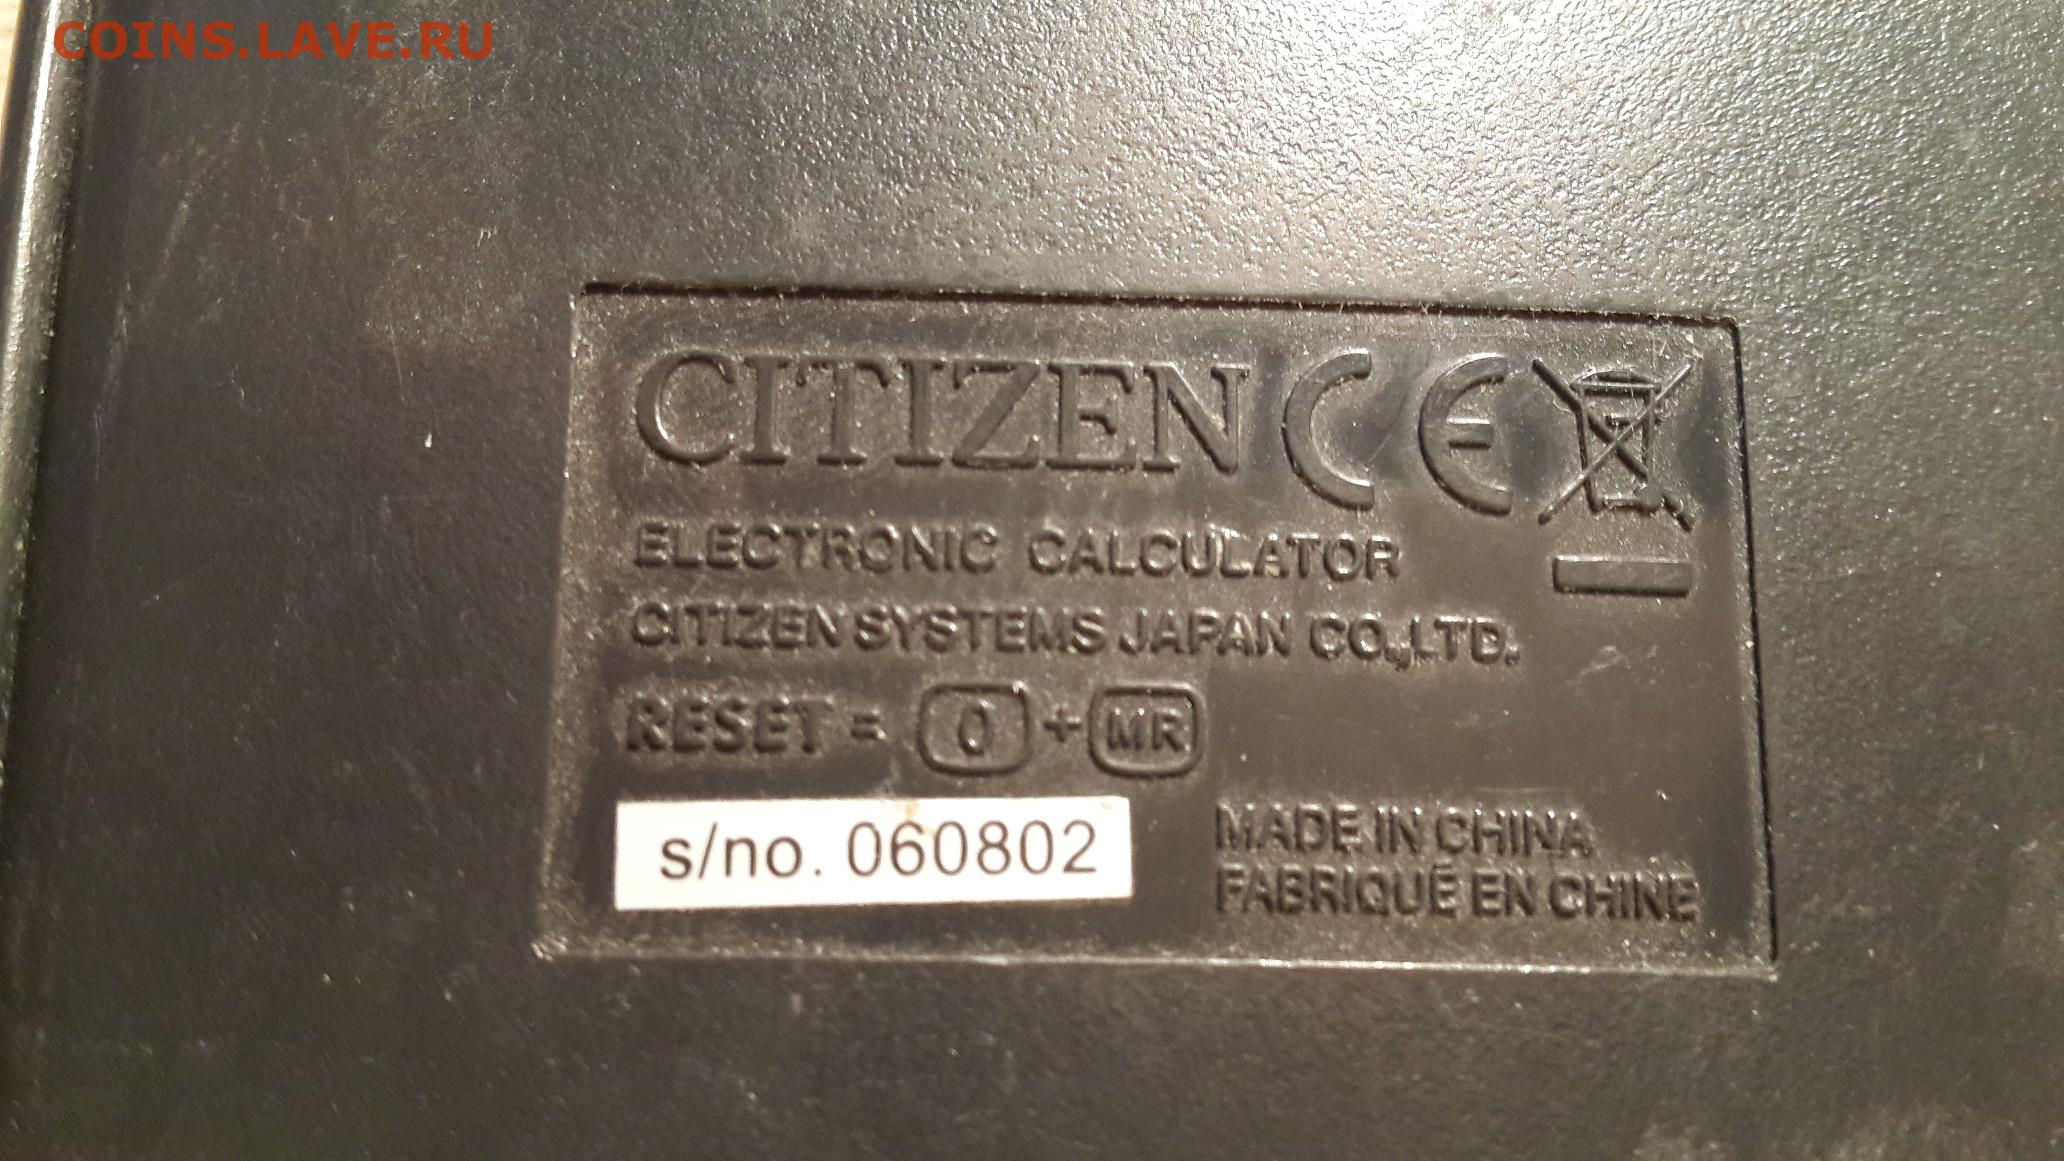 COINS.LAVE.RU
CITIZEN CE
ELECTRONIC CALCULATOR
CITIZEN SYSTEMS JAPAN CO.,LTD.
RESET = 0 + MR
s/no. 060802
MADE IN CHINA
FABRIQUÉ EN CHINE